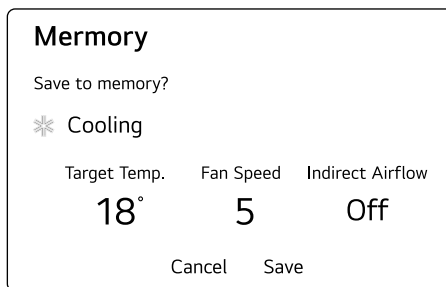 Mermory
Save to memory?
Cooling
Target Temp. Fan Speed Indirect Airflow
18° 5 Off
Cancel Save